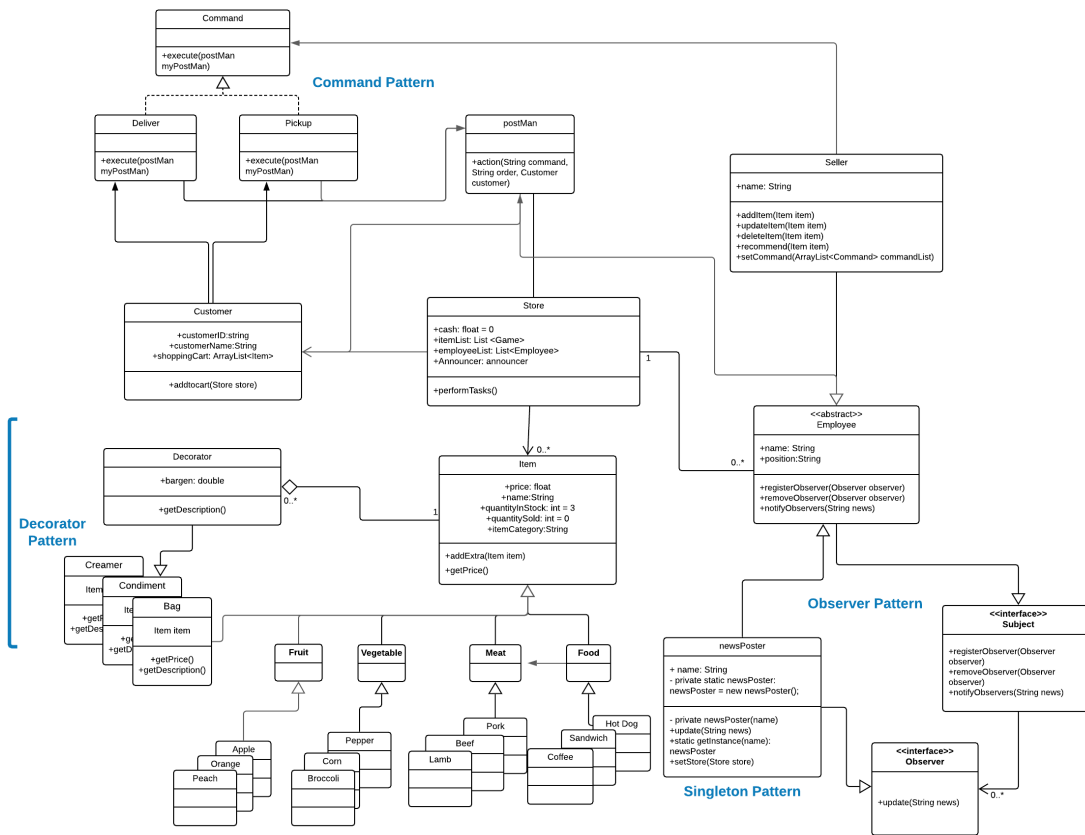 Command
+execute(postMan
myPostMan)
Command Pattern
Deliver
+execute(postMan
myPostMan)
Pickup
+execute(postMan
myPostMan)
postMan
+action(String command,
String order, Customer
customer)
Seller
+name: String
+addItem(Item item)
+updateItem(Item item)
+deleteItem(Item item)
+recommend(Item item)
+setCommand(ArrayList<Command> commandList)
Customer
+customerID:string
+customerName:String
+shoppingCart: ArrayList<Item>
+addtocart(Store store)
Store
+cash: float = 0
+itemList: List <Game>
+employeeList: List<Employee>
+Announcer: announcer
+performTasks()
1
0..*
0..*
<<abstract>>
Employee
+name: String
+position:String
+registerObserver(Observer observer)
+removeObserver(Observer observer)
+notifyObservers(String news)
Decorator
+bargen: double
+getDescription()
0..*
1
Item
+price: float
+name:String
+quantityInStock: int = 3
+quantitySold: int = 0
+itemCategory:String
+addExtra(Item item)
+getPrice()
Decorator
Pattern
Creamer
Item
+getP
+getDes
Condiment
Ite
+ge
+getD
Bag
Item item
+getPrice()
+getDescription()
Observer Pattern
<<interface>>
Subject
+registerObserver(Observer
observer)
+removeObserver(Observer
observer)
+notifyObservers(String news)
Fruit
Vegetable
Meat
Food
newsPoster
+ name: String
- private static newsPoster:
newsPoster = new newsPoster();
- private newsPoster(name)
+update(String news)
+static getInstance(name):
newsPoster
+setStore(Store store)
Singleton Pattern
Apple
Orange
Peach
Pepper
Corn
Broccoli
Pork
Beef
Lamb
Hot Dog
Sandwich
Coffee
<<interface>>
Observer
+update(String news)
0..*